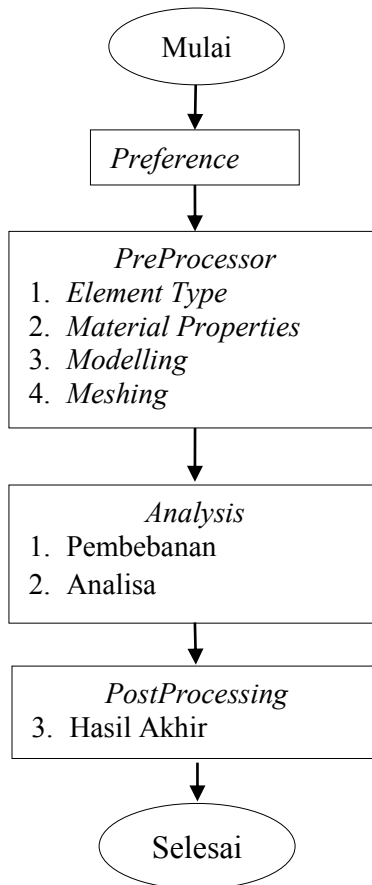 Mulai
Preference
PreProcessor
1. Element Type
2. Material Properties
3. Modelling
4. Meshing
Analysis
1. Pembebanan
2. Analisa
PostProcessing
3. Hasil Akhir
Selesai